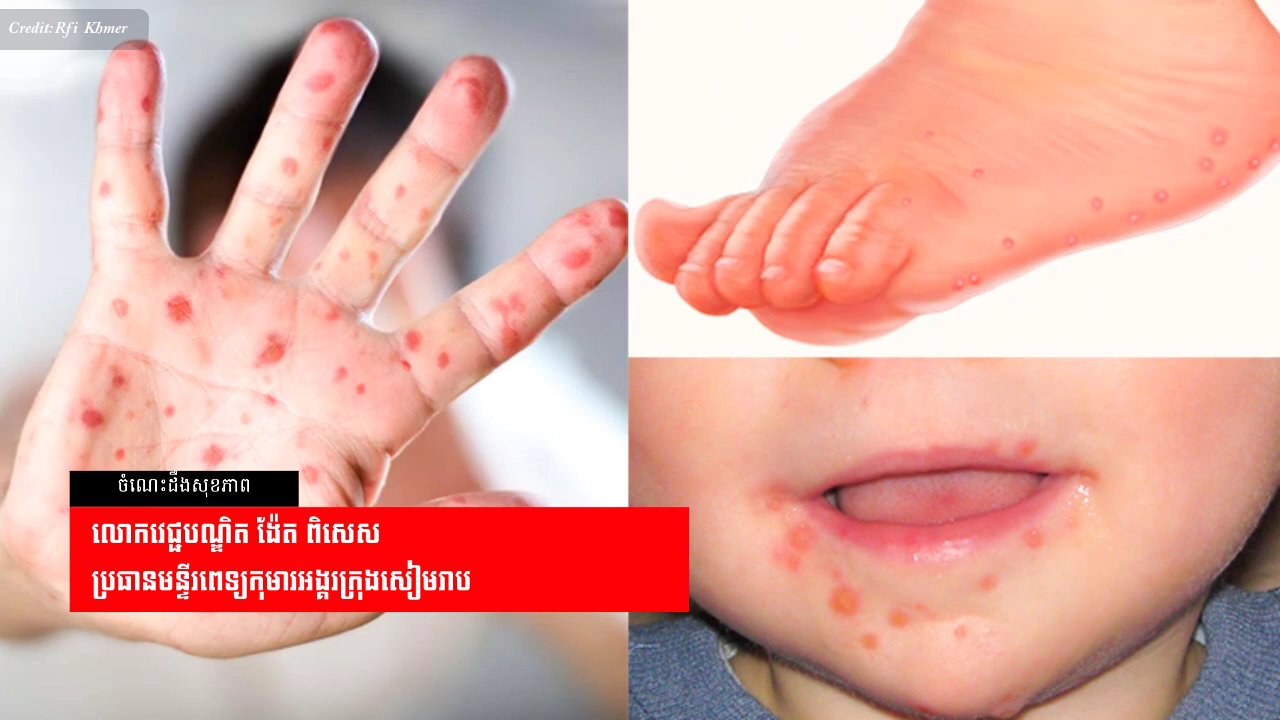 Credit:Rfi Khmer
ចំណេះដឹងសុខភាព
លោកវេជ្ជបណ្ឌិត ង៉ែត ពិសេស
ប្រធានមន្ទីរពេទ្យកុមារអង្គរក្រុងសៀមរាប